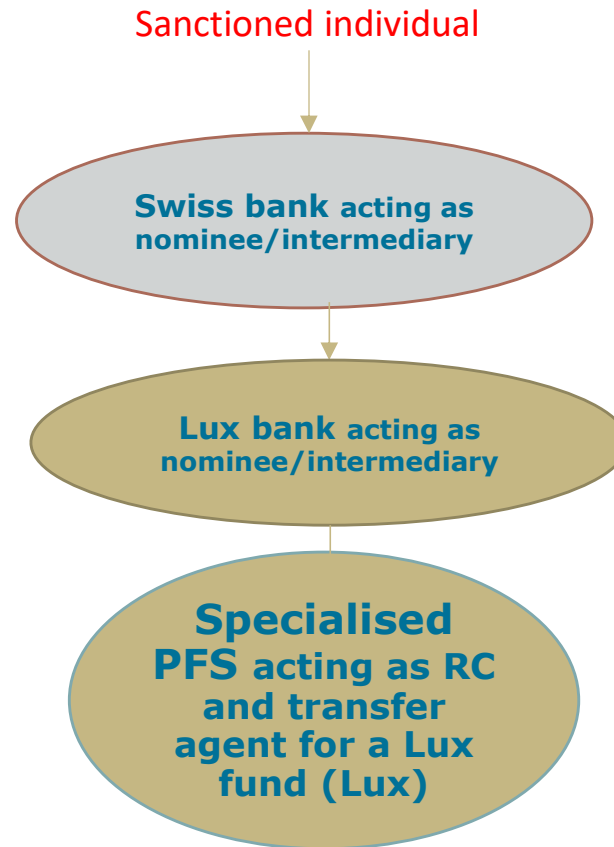 Sanctioned individual
Swiss bank acting as
nominee/intermediary
Lux bank acting as
nominee/intermediary
Specialised
PFS acting as RC
and transfer
agent for a Lux
fund (Lux)